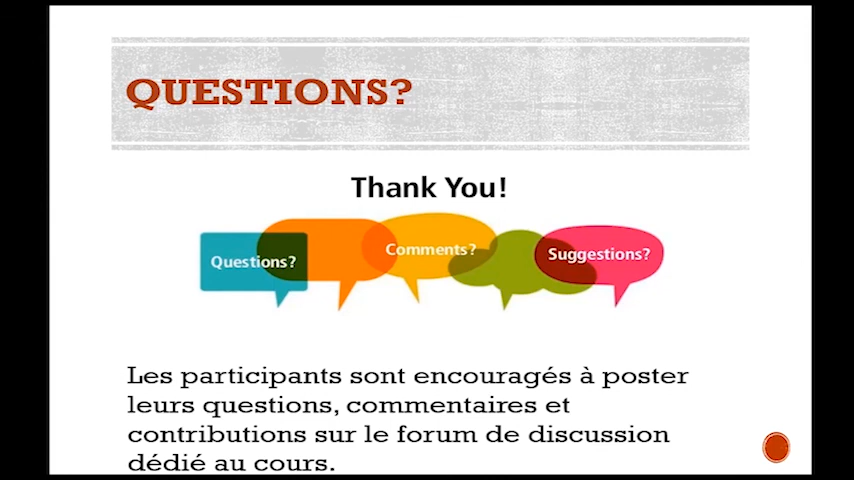 QUESTIONS?
Thank You!
Questions?
Comments?
Suggestions?
Les participants sont encouragés à poster
leurs questions, commentaires et
contributions sur le forum de discussion
dédié au cours.